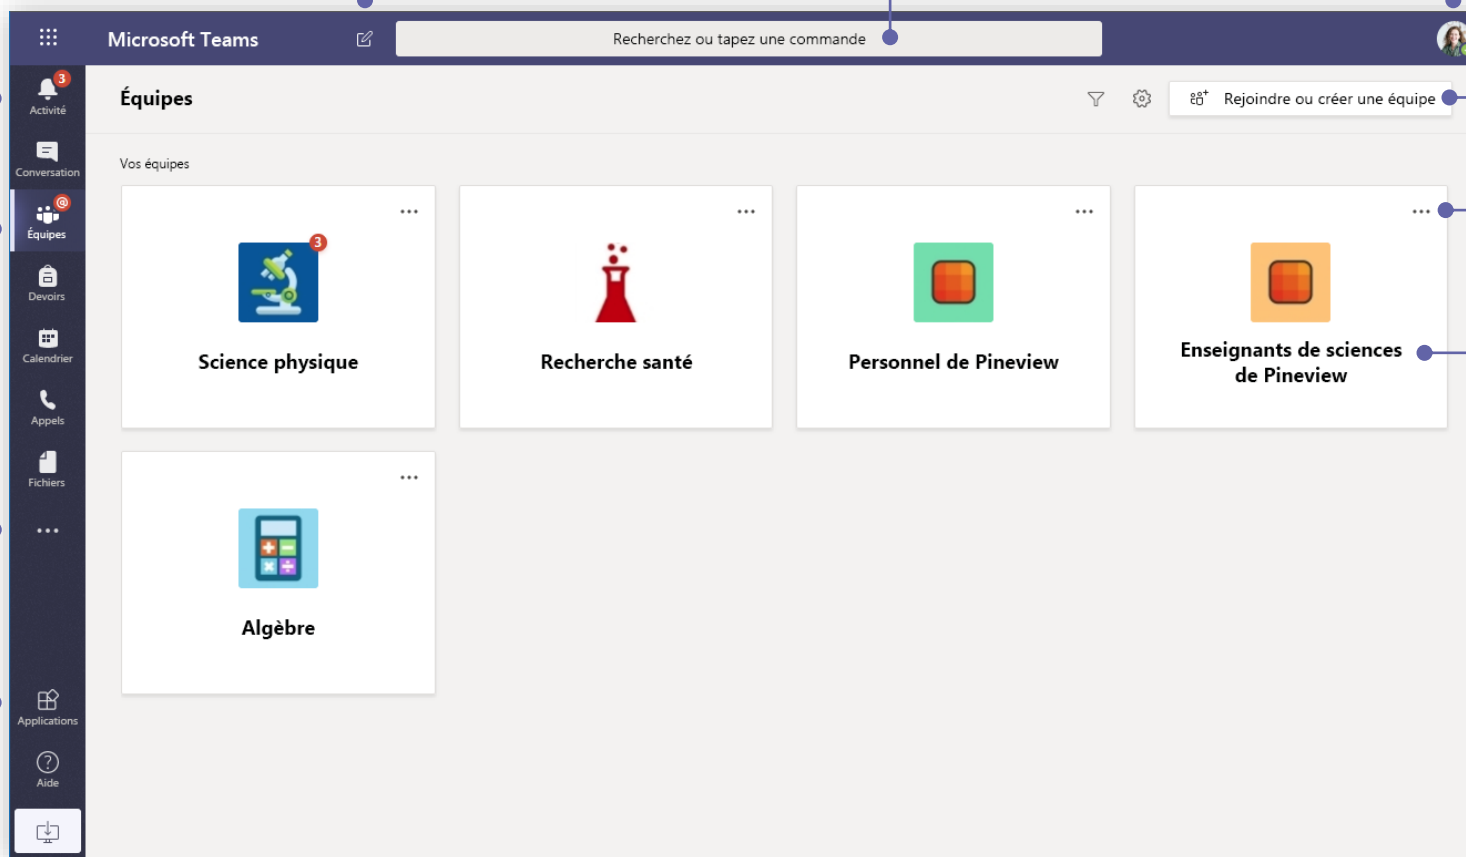 Microsoft Teams
Recherchez ou tapez une commande
3
Activité
Équipes
Rejoindre ou créer une équipe
Conversation
Vos équipes
@
Équipes
3
Devoirs
Calendrier
Science physique
Recherche santé
Personnel de Pineview
Enseignants de sciences
de Pineview
Appels
Fichiers
Algèbre
Applications
?
Aide